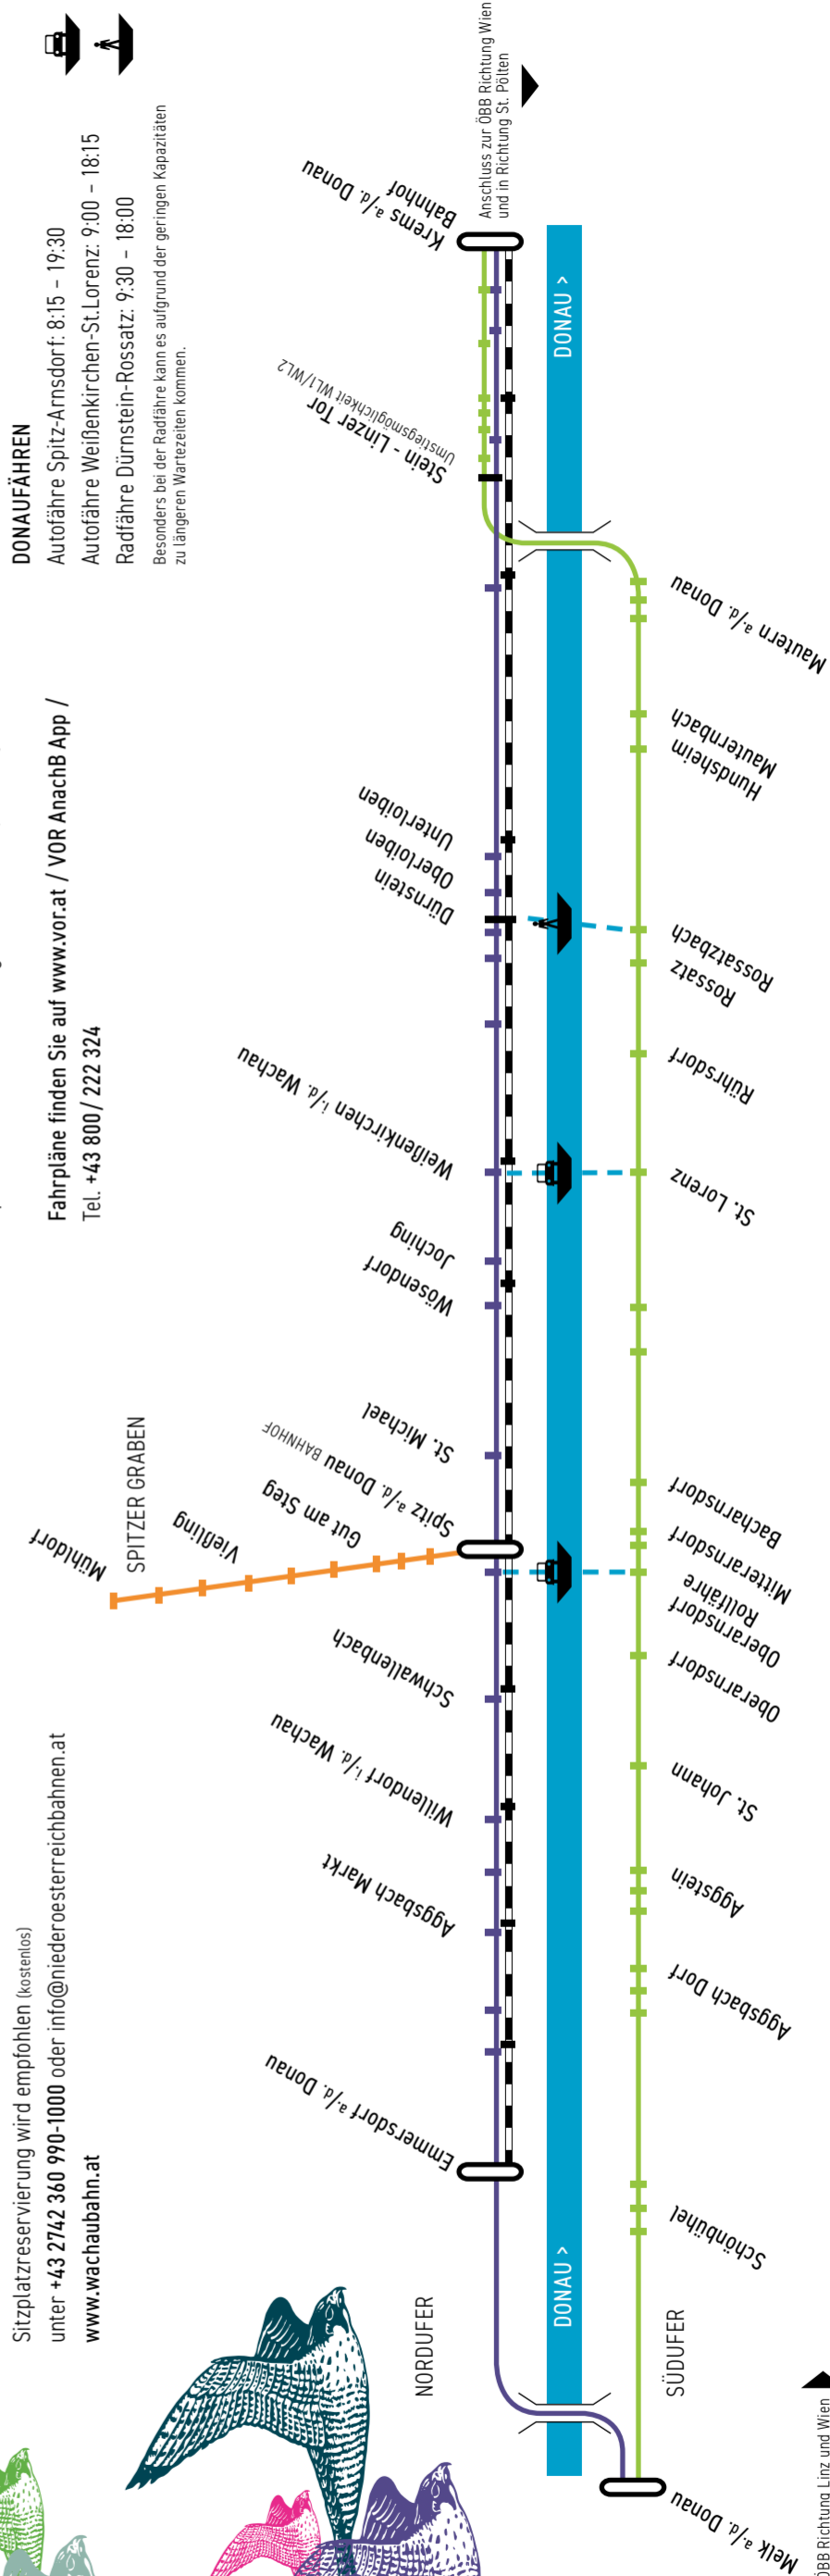 Sitzplatzreservierung wird empfohlen (kostenlos)
unter +43 2742 360 990-1000 oder info@niederoesterreichbahnen.at
www.wachaubahn.at
Fahrpläne finden Sie auf www.vor.at / VOR AnachB App /
Tel. +43 800/ 222 324
DONAUFÄHREN
Autofähre Spitz-Arnsdorf: 8:15 – 19:30
Autofähre Weißenkirchen-St.Lorenz: 9:00 – 18:15
Radfähre Dürnstein-Rossatz: 9:30 – 18:00
Besonders bei der Radfähre kann es aufgrund der geringen Kapazitäten
zu längeren Wartezeiten kommen.
SPITZER GRABEN
Mühldorf
Vießling
Gut am Steg
NORDUFER
Emmersdorf a./d. Donau
Aggsbach Markt
Willendorf i./d. Wachau
Schwallenbach
Spitz a./d. Donau BAHNHOF
St. Michael
Wösendorf
Joching
Weißenkirchen i./d. Wachau
Dürnstein
Oberloiben
Unterloiben
Stein - Linzer Tor
Umstiegsmöglichkeit WL1/WL2
Krems a./d. Donau
Bahnhof
Anschluss zur ÖBB Richtung Wien
und in Richtung St. Pölten
DONAU >
DONAU >
SÜDUFER
Melk a./d. Donau
Schönbühel
Aggsbach Dorf
Aggstein
St. Johann
Oberarnsdorf
Oberarnsdorf
Rollfähre
Mitterarnsdorf
Bacharnsdorf
St. Lorenz
Rührsdorf
Rossatz
Rossatzbach
Hundsheim
Mauternbach
Mautern a./d. Donau
ÖBB Richtung Linz und Wien